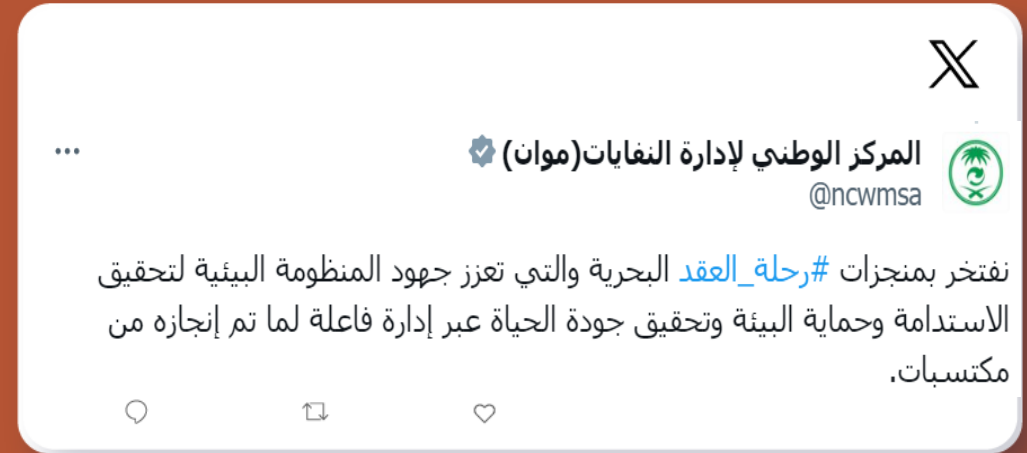 X
المركز الوطني لإدارة النفايات(موان)
@ncwmsa
نفتخر بمنجزات #رحلة_العقد البحرية والتي تعزز جهود المنظومة البيئية لتحقيق
الاستدامة وحماية البيئة وتحقيق جودة الحياة عبر إدارة فاعلة لما تم إنجازه من
مكتسبات.